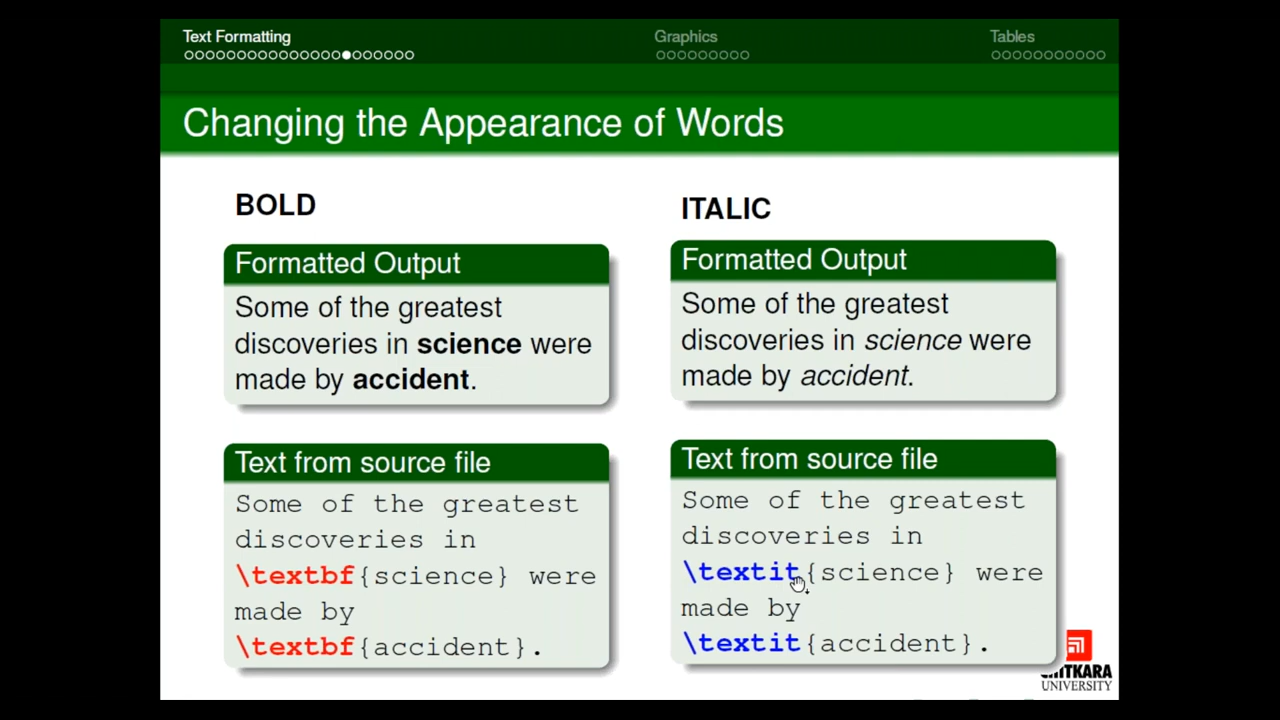 Text Formatting
Graphics
Tables
Changing the Appearance of Words
BOLD
Formatted Output
Some of the greatest
discoveries in science were
made by accident.
Text from source file
Some of the greatest
discoveries in
\textbf{science} were
made by
\textbf{accident}.
ITALIC
Formatted Output
Some of the greatest
discoveries in science were
made by accident.
Text from source file
Some of the greatest
discoveries in
\textit{science} were
made by
\textit{accident}.
CHITKARA
UNIVERSITY